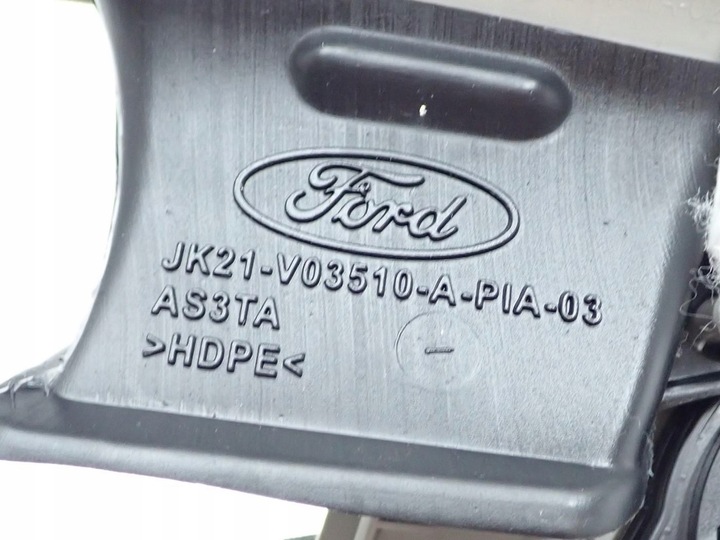 Ford
JK21-V03510-A-PIA-03
AS3TA
>HDPE<